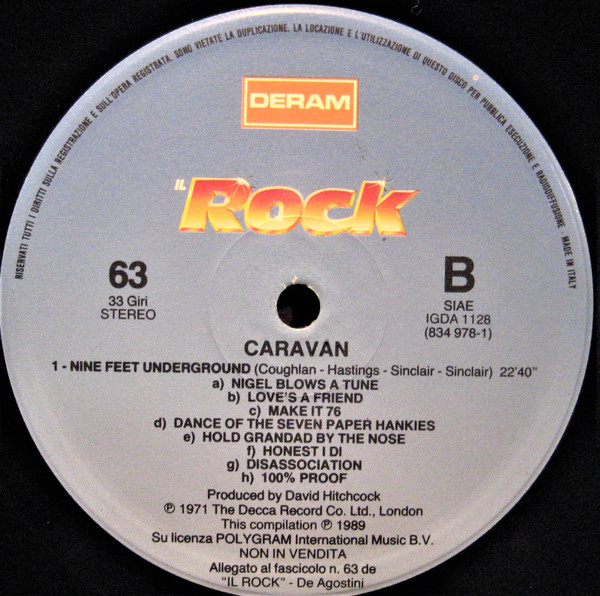 RISERVATI TUTTI I DIRITTI SULLA REGISTRAZIONE E SULL'OPERA REGISTRATA. SONO VIETATE LA DUPLICAZIONE, LA LOCAZIONE E L'UTILIZZAZIONE DI QUESTO DISCO PER PUBBLICA ESECUZIONE E RADIODIFFUSIONE - MADE IN ITALY
DERAM
IL ROCK
63
33 Giri
STEREO
B
SIAE
IGDA 1128
(834 978-1)
CARAVAN
1 - NINE FEET UNDERGROUND (Coughlan - Hastings - Sinclair - Sinclair) 22'40"
a) NIGEL BLOWS A TUNE
b) LOVE'S A FRIEND
c) MAKE IT 76
d) DANCE OF THE SEVEN PAPER HANKIES
e) HOLD GRANDAD BY THE NOSE
f) HONEST I DI
g) DISASSOCIATION
h) 100% PROOF
Produced by David Hitchcock
℗ 1971 The Decca Record Co. Ltd., London
This compilation ℗ 1989
Su licenza POLYGRAM International Music B.V.
NON IN VENDITA
Allegato al fascicolo n. 63 de
"IL ROCK" - De Agostini